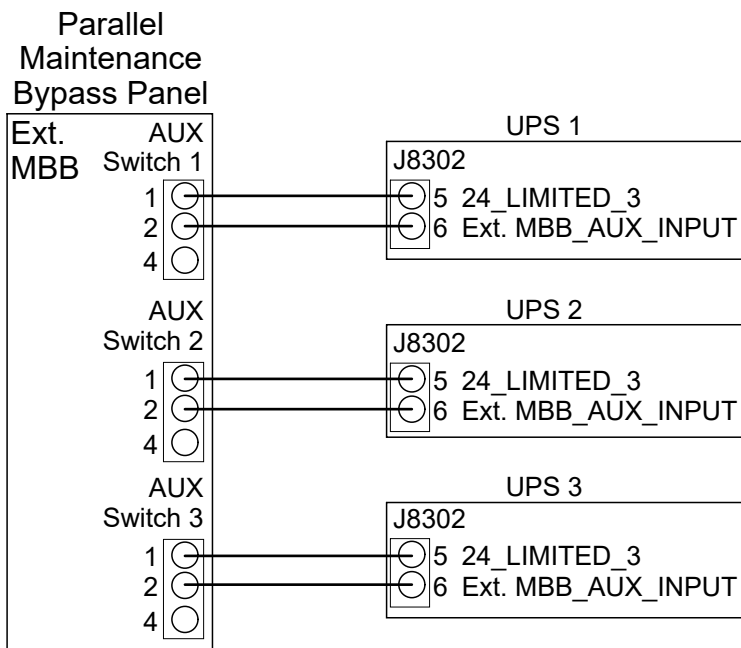 Parallel
Maintenance
Bypass Panel
Ext.
MBB
AUX
Switch 1
1
2
4
UPS 1
J8302
5 24_LIMITED_3
6 Ext. MBB_AUX_INPUT
AUX
Switch 2
1
2
4
UPS 2
J8302
5 24_LIMITED_3
6 Ext. MBB_AUX_INPUT
AUX
Switch 3
1
2
4
UPS 3
J8302
5 24_LIMITED_3
6 Ext. MBB_AUX_INPUT